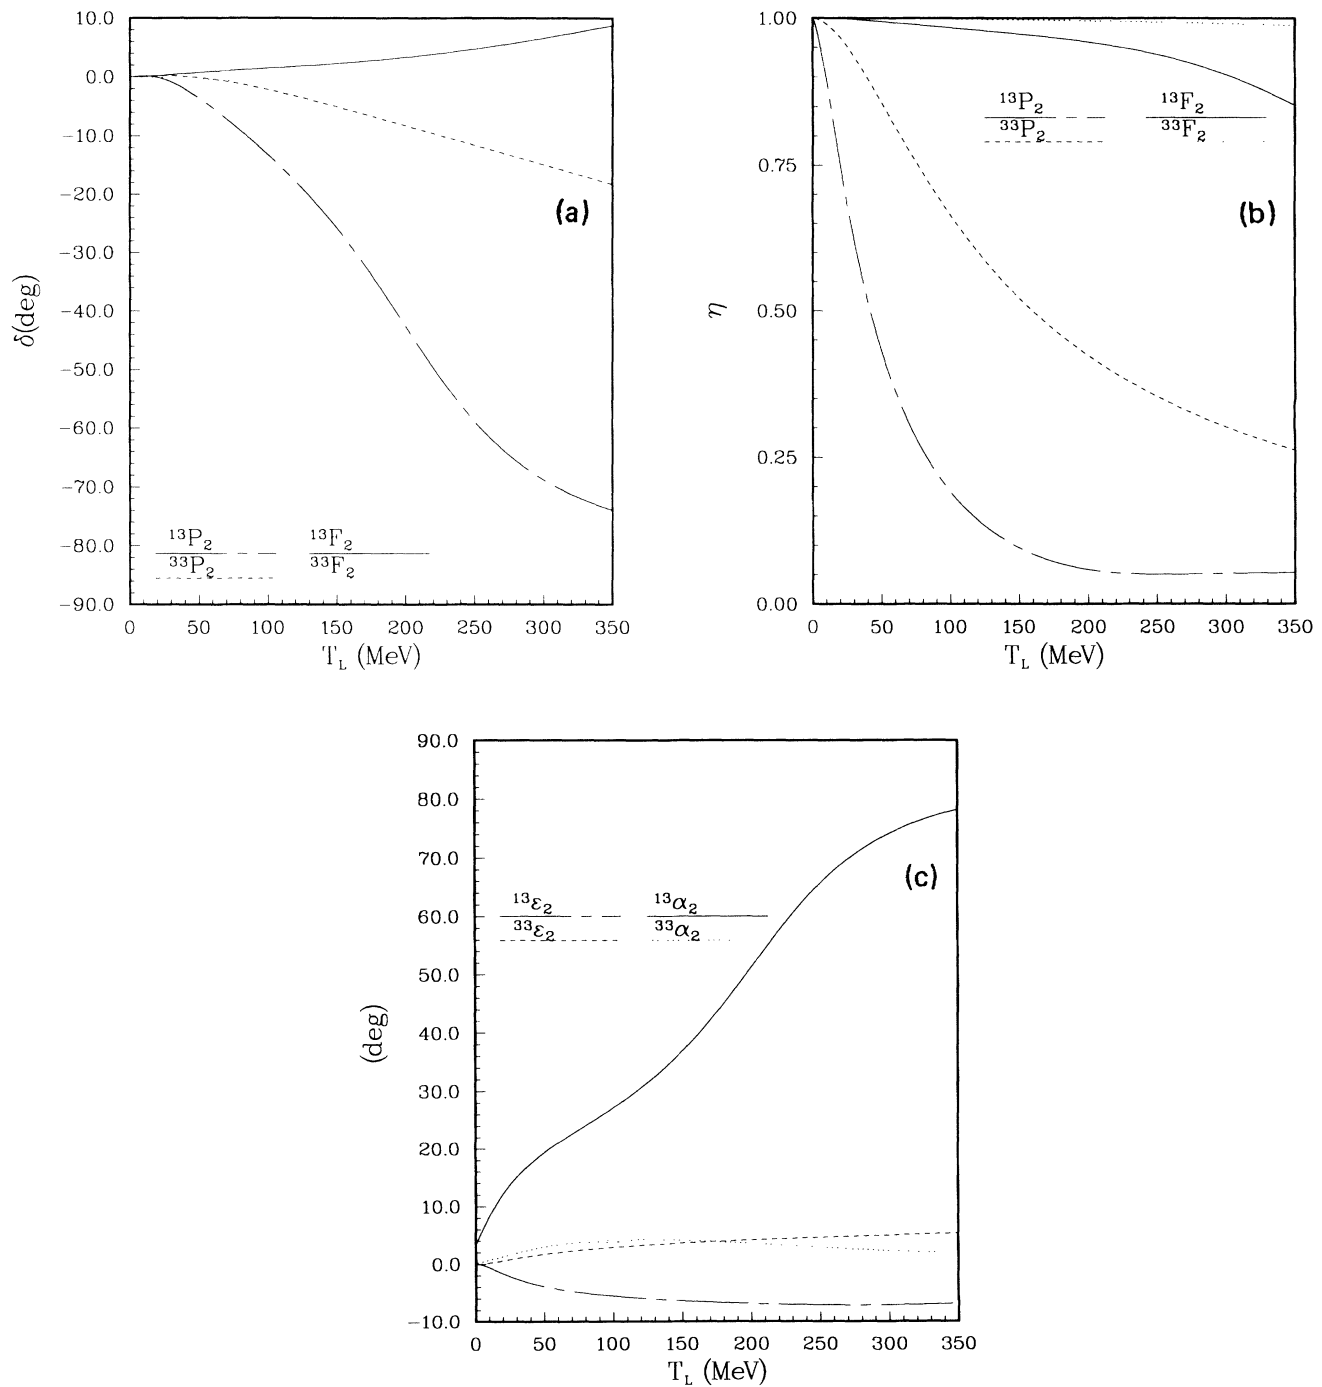 10.0
0.0
−10.0
−20.0
−30.0
−40.0
−50.0
−60.0
−70.0
−80.0
−90.0
δ(deg)
(a)
¹³P₂ ¹³F₂
³³P₂ ³³F₂
0 50 100 150 200 250 300 350
T_L (MeV)
1.00
0.75
0.50
0.25
0.00
η
¹³P₂ ¹³F₂
³³P₂ ³³F₂
(b)
0 50 100 150 200 250 300 350
T_L (MeV)
90.0
80.0
70.0
60.0
50.0
40.0
30.0
20.0
10.0
0.0
−10.0
(deg)
(c)
¹³ε₂ ¹³α₂
³³ε₂ ³³α₂
0 50 100 150 200 250 300 350
T_L (MeV)